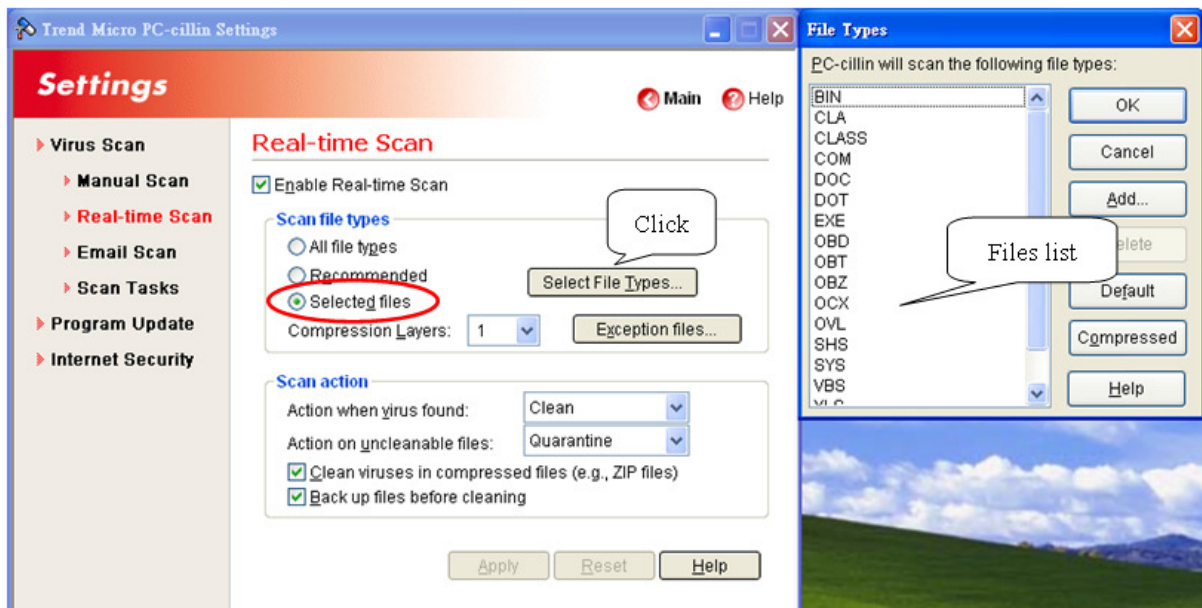 Trend Micro PC-cillin Settings
Settings
Main
Help
Virus Scan
Manual Scan
Real-time Scan
Email Scan
Scan Tasks
Program Update
Internet Security
Real-time Scan
Enable Real-time Scan
Scan file types
All file types
Recommended
Selected files
Select File Types...
Click
Compression Layers: 1
Exception files...
Scan action
Action when virus found: Clean
Action on uncleanable files: Quarantine
Clean viruses in compressed files (e.g., ZIP files)
Back up files before cleaning
Apply Reset Help
File Types
PC-cillin will scan the following file types:
BIN
CLA
CLASS
COM
DOC
DOT
EXE
OBD
OBT
OBZ
OCX
OVL
SHS
SYS
VBS
Files list
OK
Cancel
Add...
Default
Compressed
Help